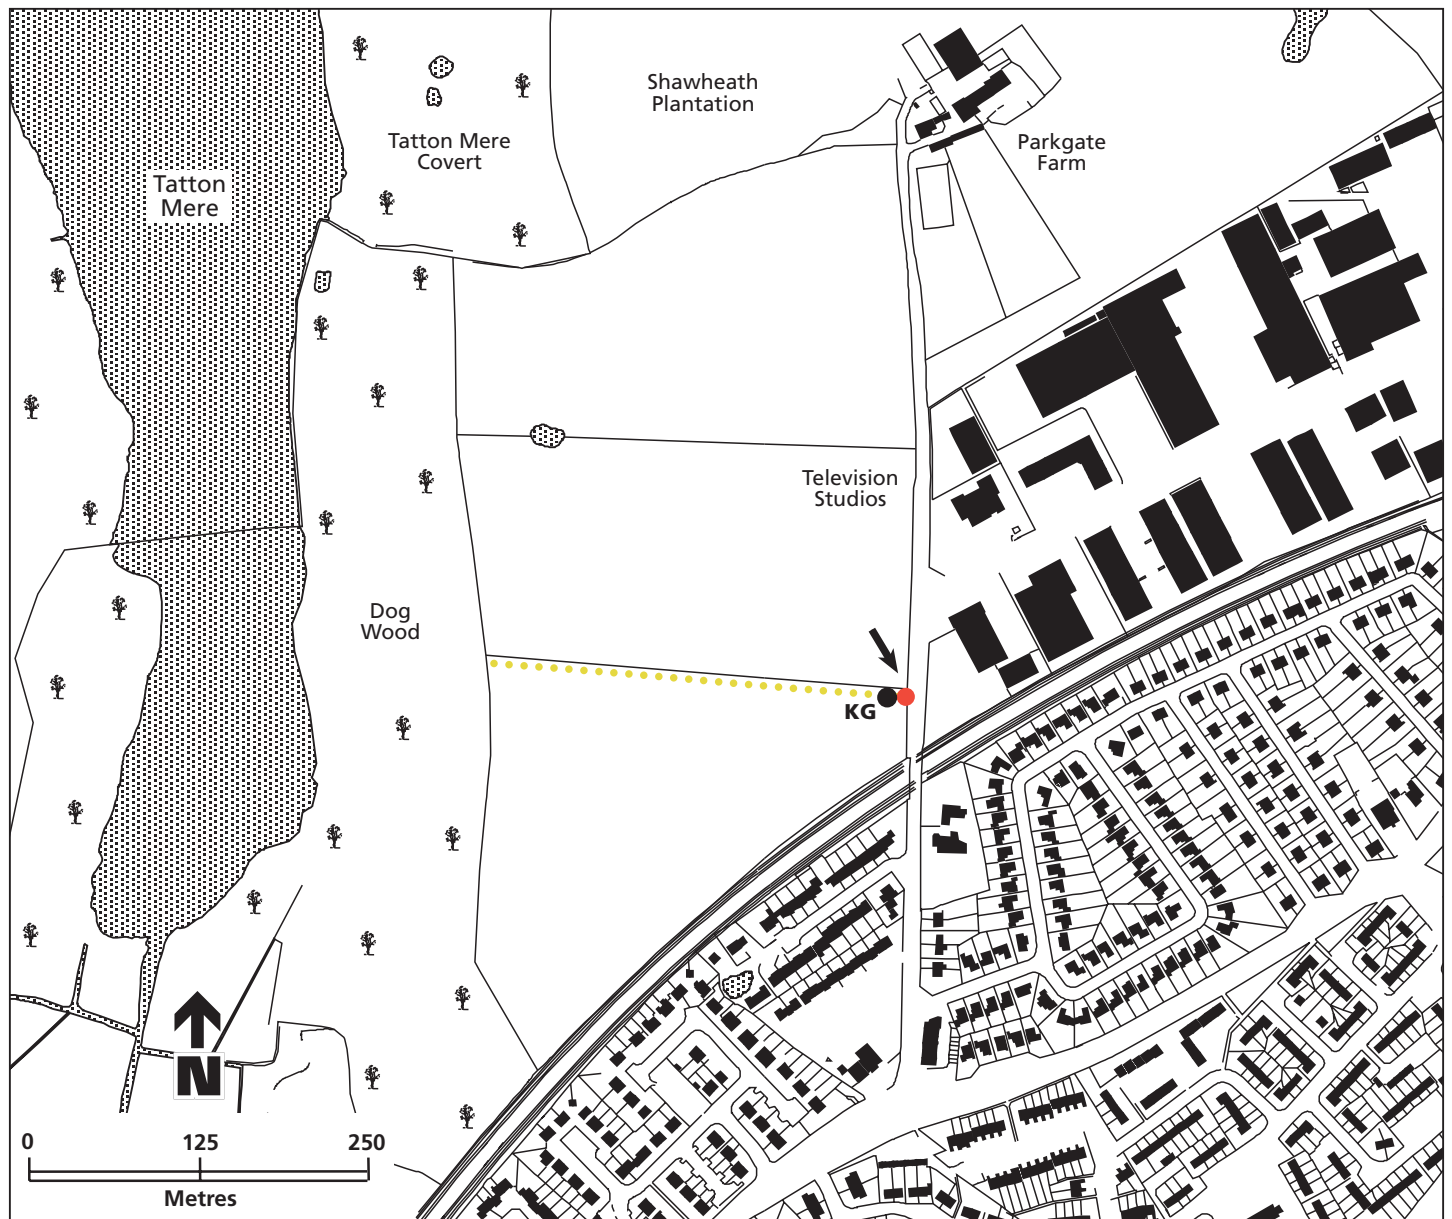 Shawheath
Plantation
Tatton Mere
Covert
Parkgate
Farm
Tatton
Mere
Television
Studios
Dog
Wood
KG
N
0 125 250
Metres